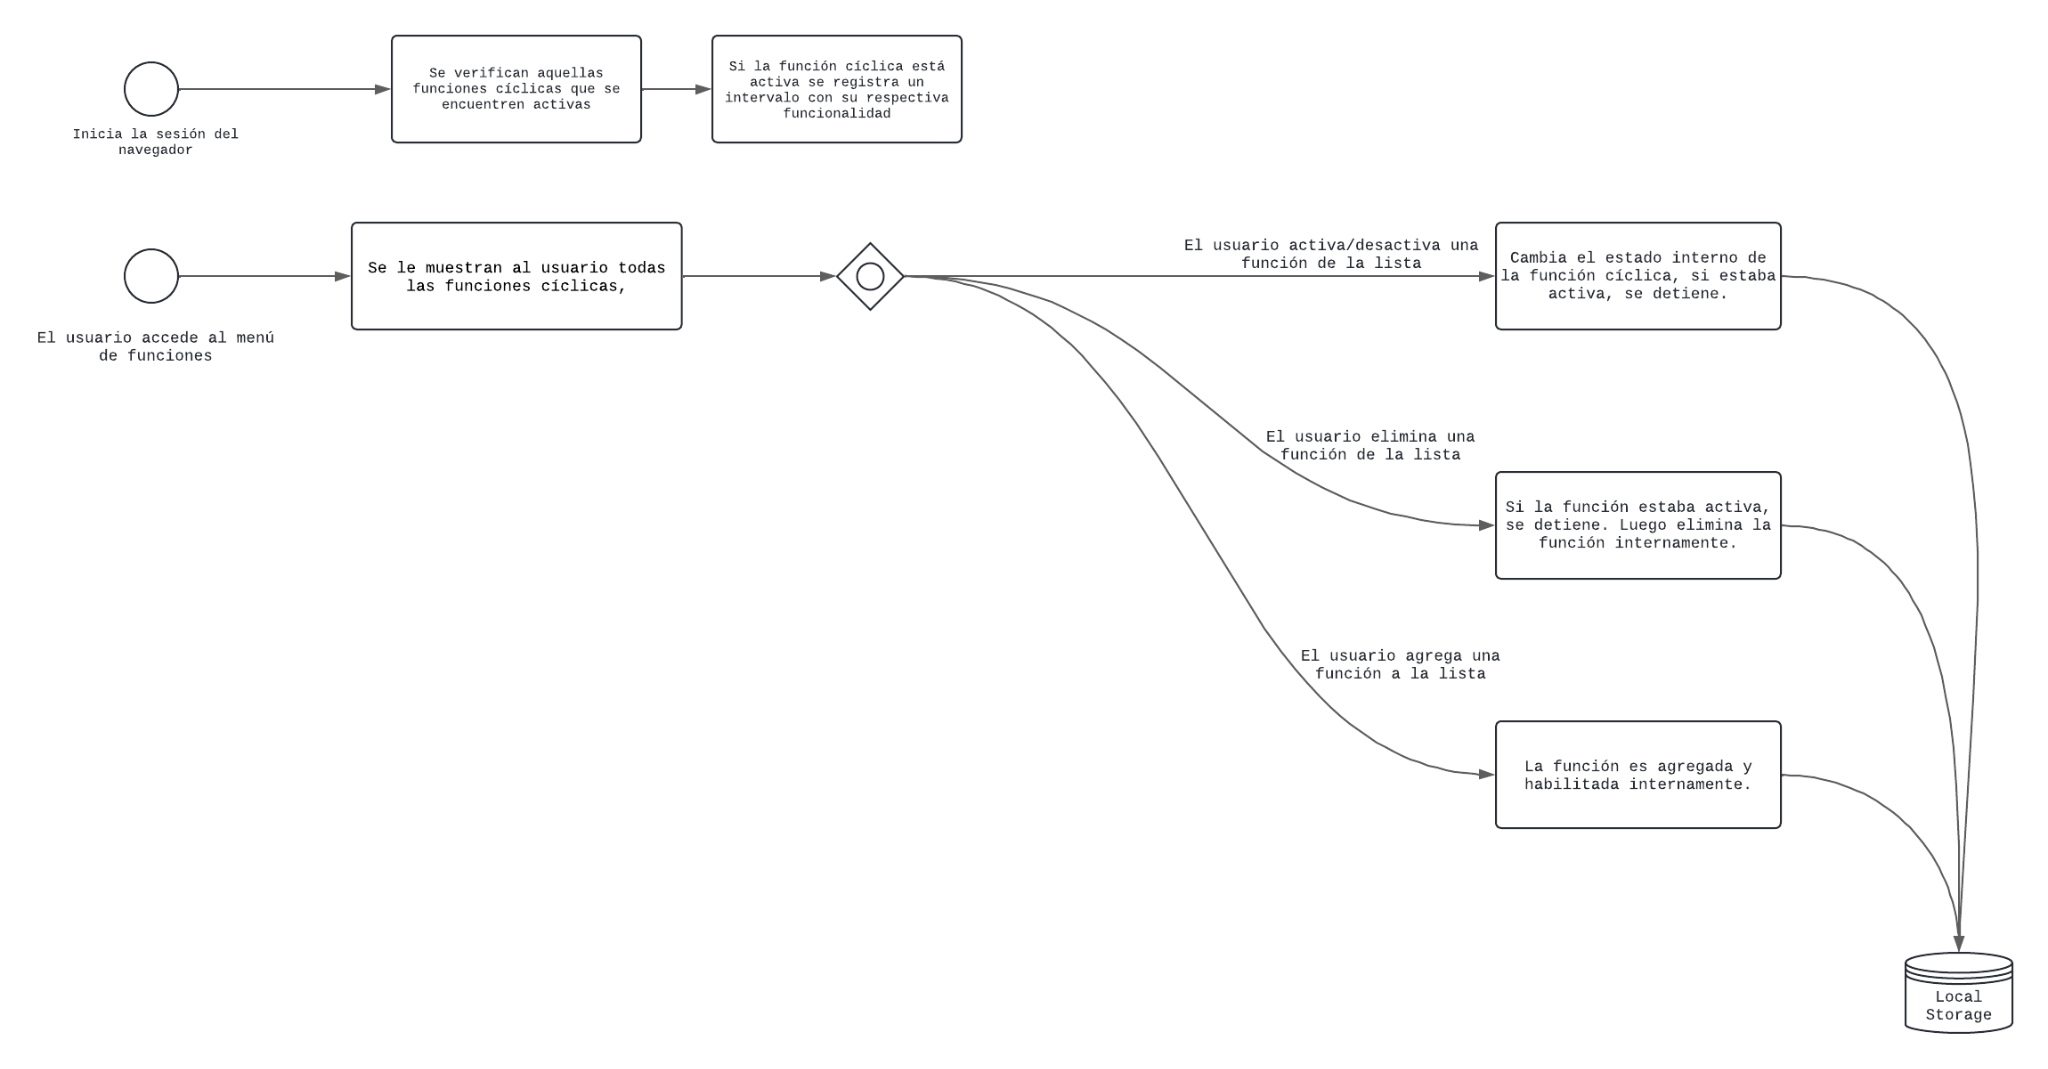 Inicia la sesión del
navegador
Se verifican aquellas
funciones cíclicas que se
encuentren activas
Si la función cíclica está
activa se registra un
intervalo con su respectiva
funcionalidad
El usuario accede al menú
de funciones
Se le muestran al usuario todas
las funciones cíclicas,
El usuario activa/desactiva una
función de la lista
Cambia el estado interno de
la función cíclica, si estaba
activa, se detiene.
El usuario elimina una
función de la lista
Si la función estaba activa,
se detiene. Luego elimina la
función internamente.
El usuario agrega una
función a la lista
La función es agregada y
habilitada internamente.
Local
Storage